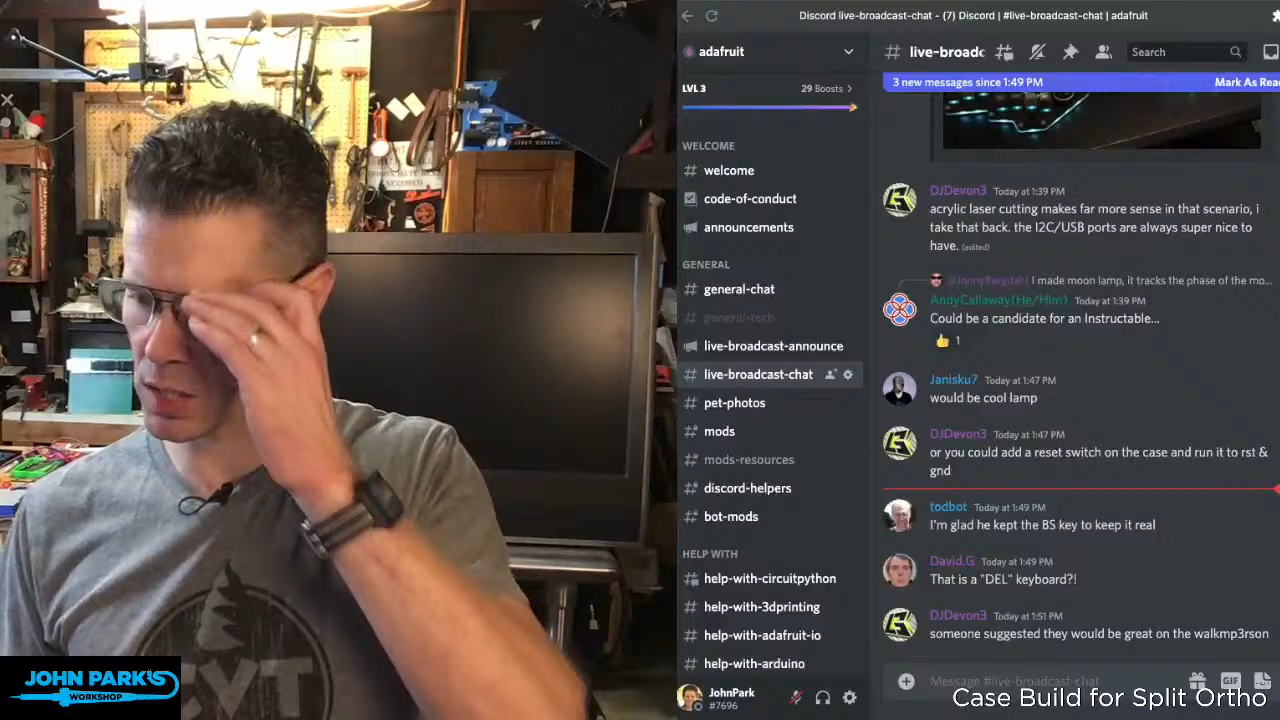 Discord live-broadcast-chat - (7) Discord | #live-broadcast-chat | adafruit
adafruit
LVL 3
29 Boosts
WELCOME
# welcome
code-of-conduct
announcements
GENERAL
# general-chat
# general-tech
live-broadcast-announce
# live-broadcast-chat
# pet-photos
# mods
# mods-resources
# discord-helpers
# bot-mods
HELP WITH
help-with-circuitpython
# help-with-3dprinting
# help-with-adafruit-io
# help-with-arduino
JohnPark
#7696
# live-broadc
Search
3 new messages since 1:49 PM
Mark As Rea
DJDevon3 Today at 1:39 PM
acrylic laser cutting makes far more sense in that scenario, i
take that back. the I2C/USB ports are always super nice to
have. (edited)
@JonnyBergdahl I made moon lamp, it tracks the phase of the mo...
AndyCallaway(He/Him) Today at 1:39 PM
Could be a candidate for an Instructable...
1
Janisku7 Today at 1:47 PM
would be cool lamp
DJDevon3 Today at 1:47 PM
or you could add a reset switch on the case and run it to rst &
gnd
todbot Today at 1:49 PM
I'm glad he kept the BS key to keep it real
David.G Today at 1:49 PM
That is a "DEL" keyboard?!
DJDevon3 Today at 1:51 PM
someone suggested they would be great on the walkmp3rson
Message #live-broadcast-chat
GIF
Case Build for Split Ortho
JOHN PARK'S
WORKSHOP